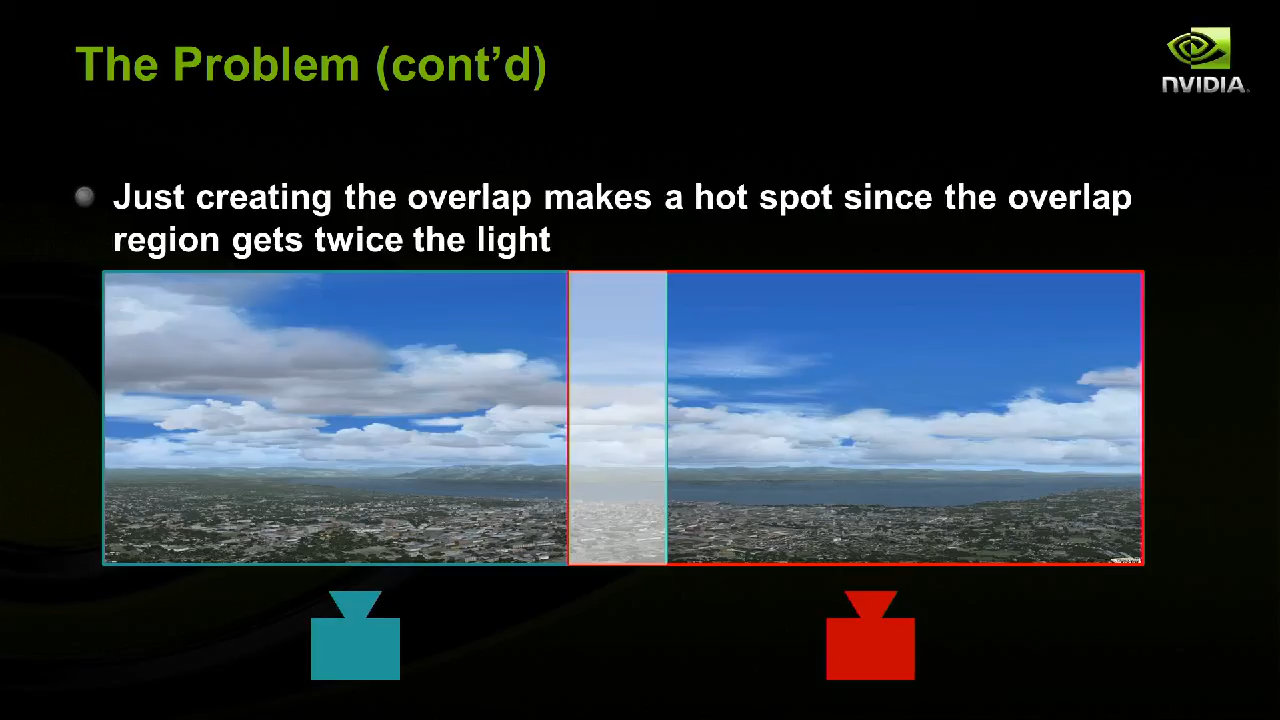 The Problem (cont’d)
NVIDIA
Just creating the overlap makes a hot spot since the overlap
region gets twice the light